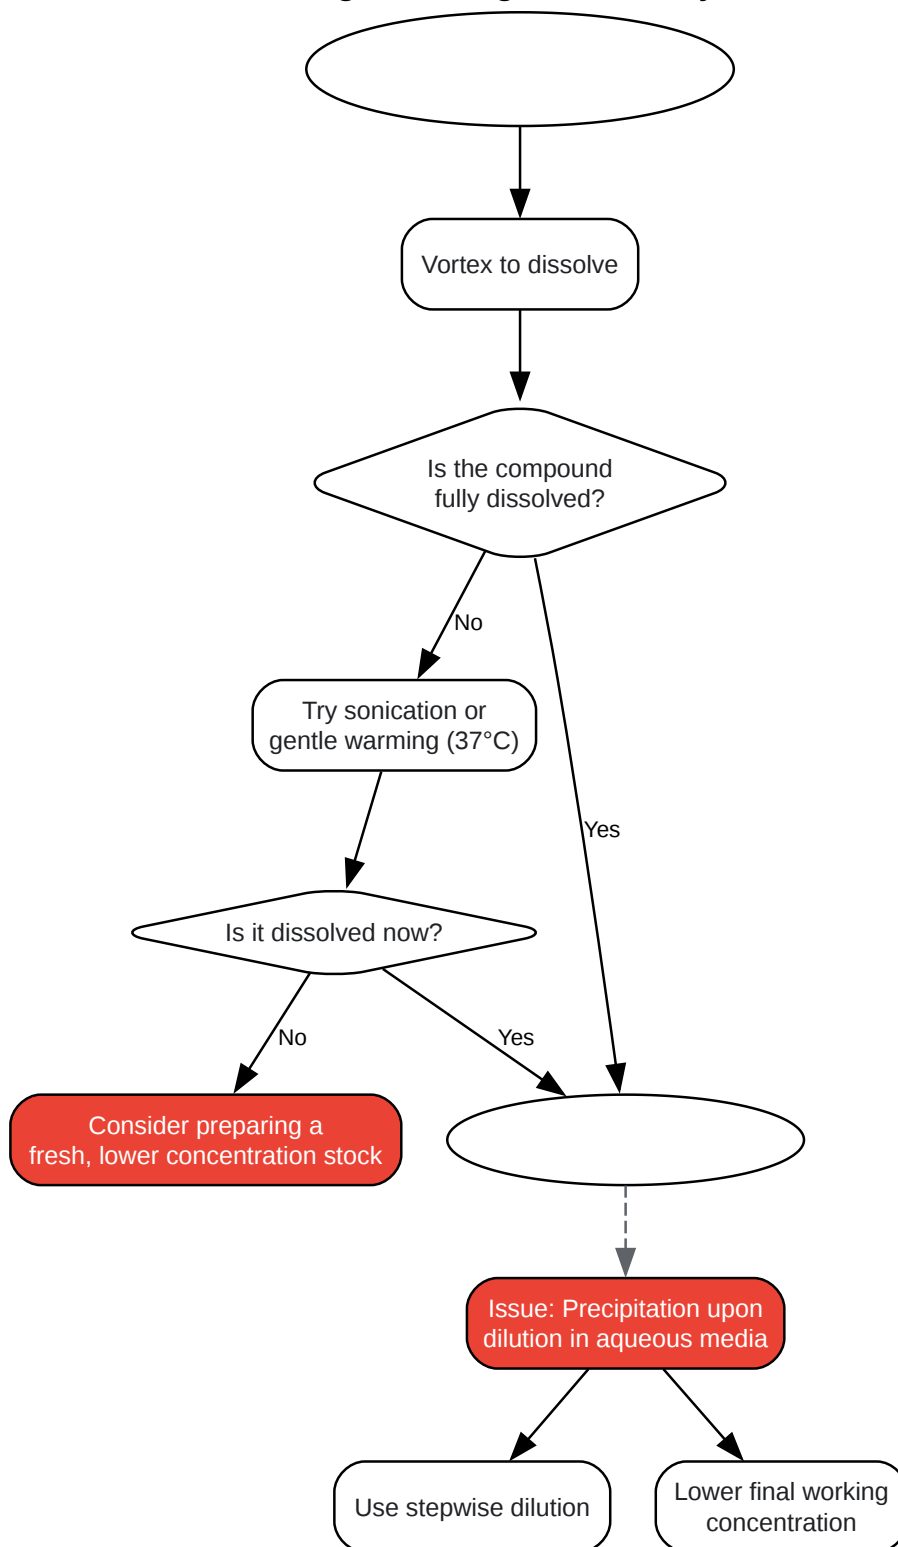 Vortex to dissolve
Is the compound
fully dissolved?
No
Try sonication or
gentle warming (37°C)
Yes
Is it dissolved now?
No
Yes
Consider preparing a
fresh, lower concentration stock
Issue: Precipitation upon
dilution in aqueous media
Use stepwise dilution
Lower final working
concentration